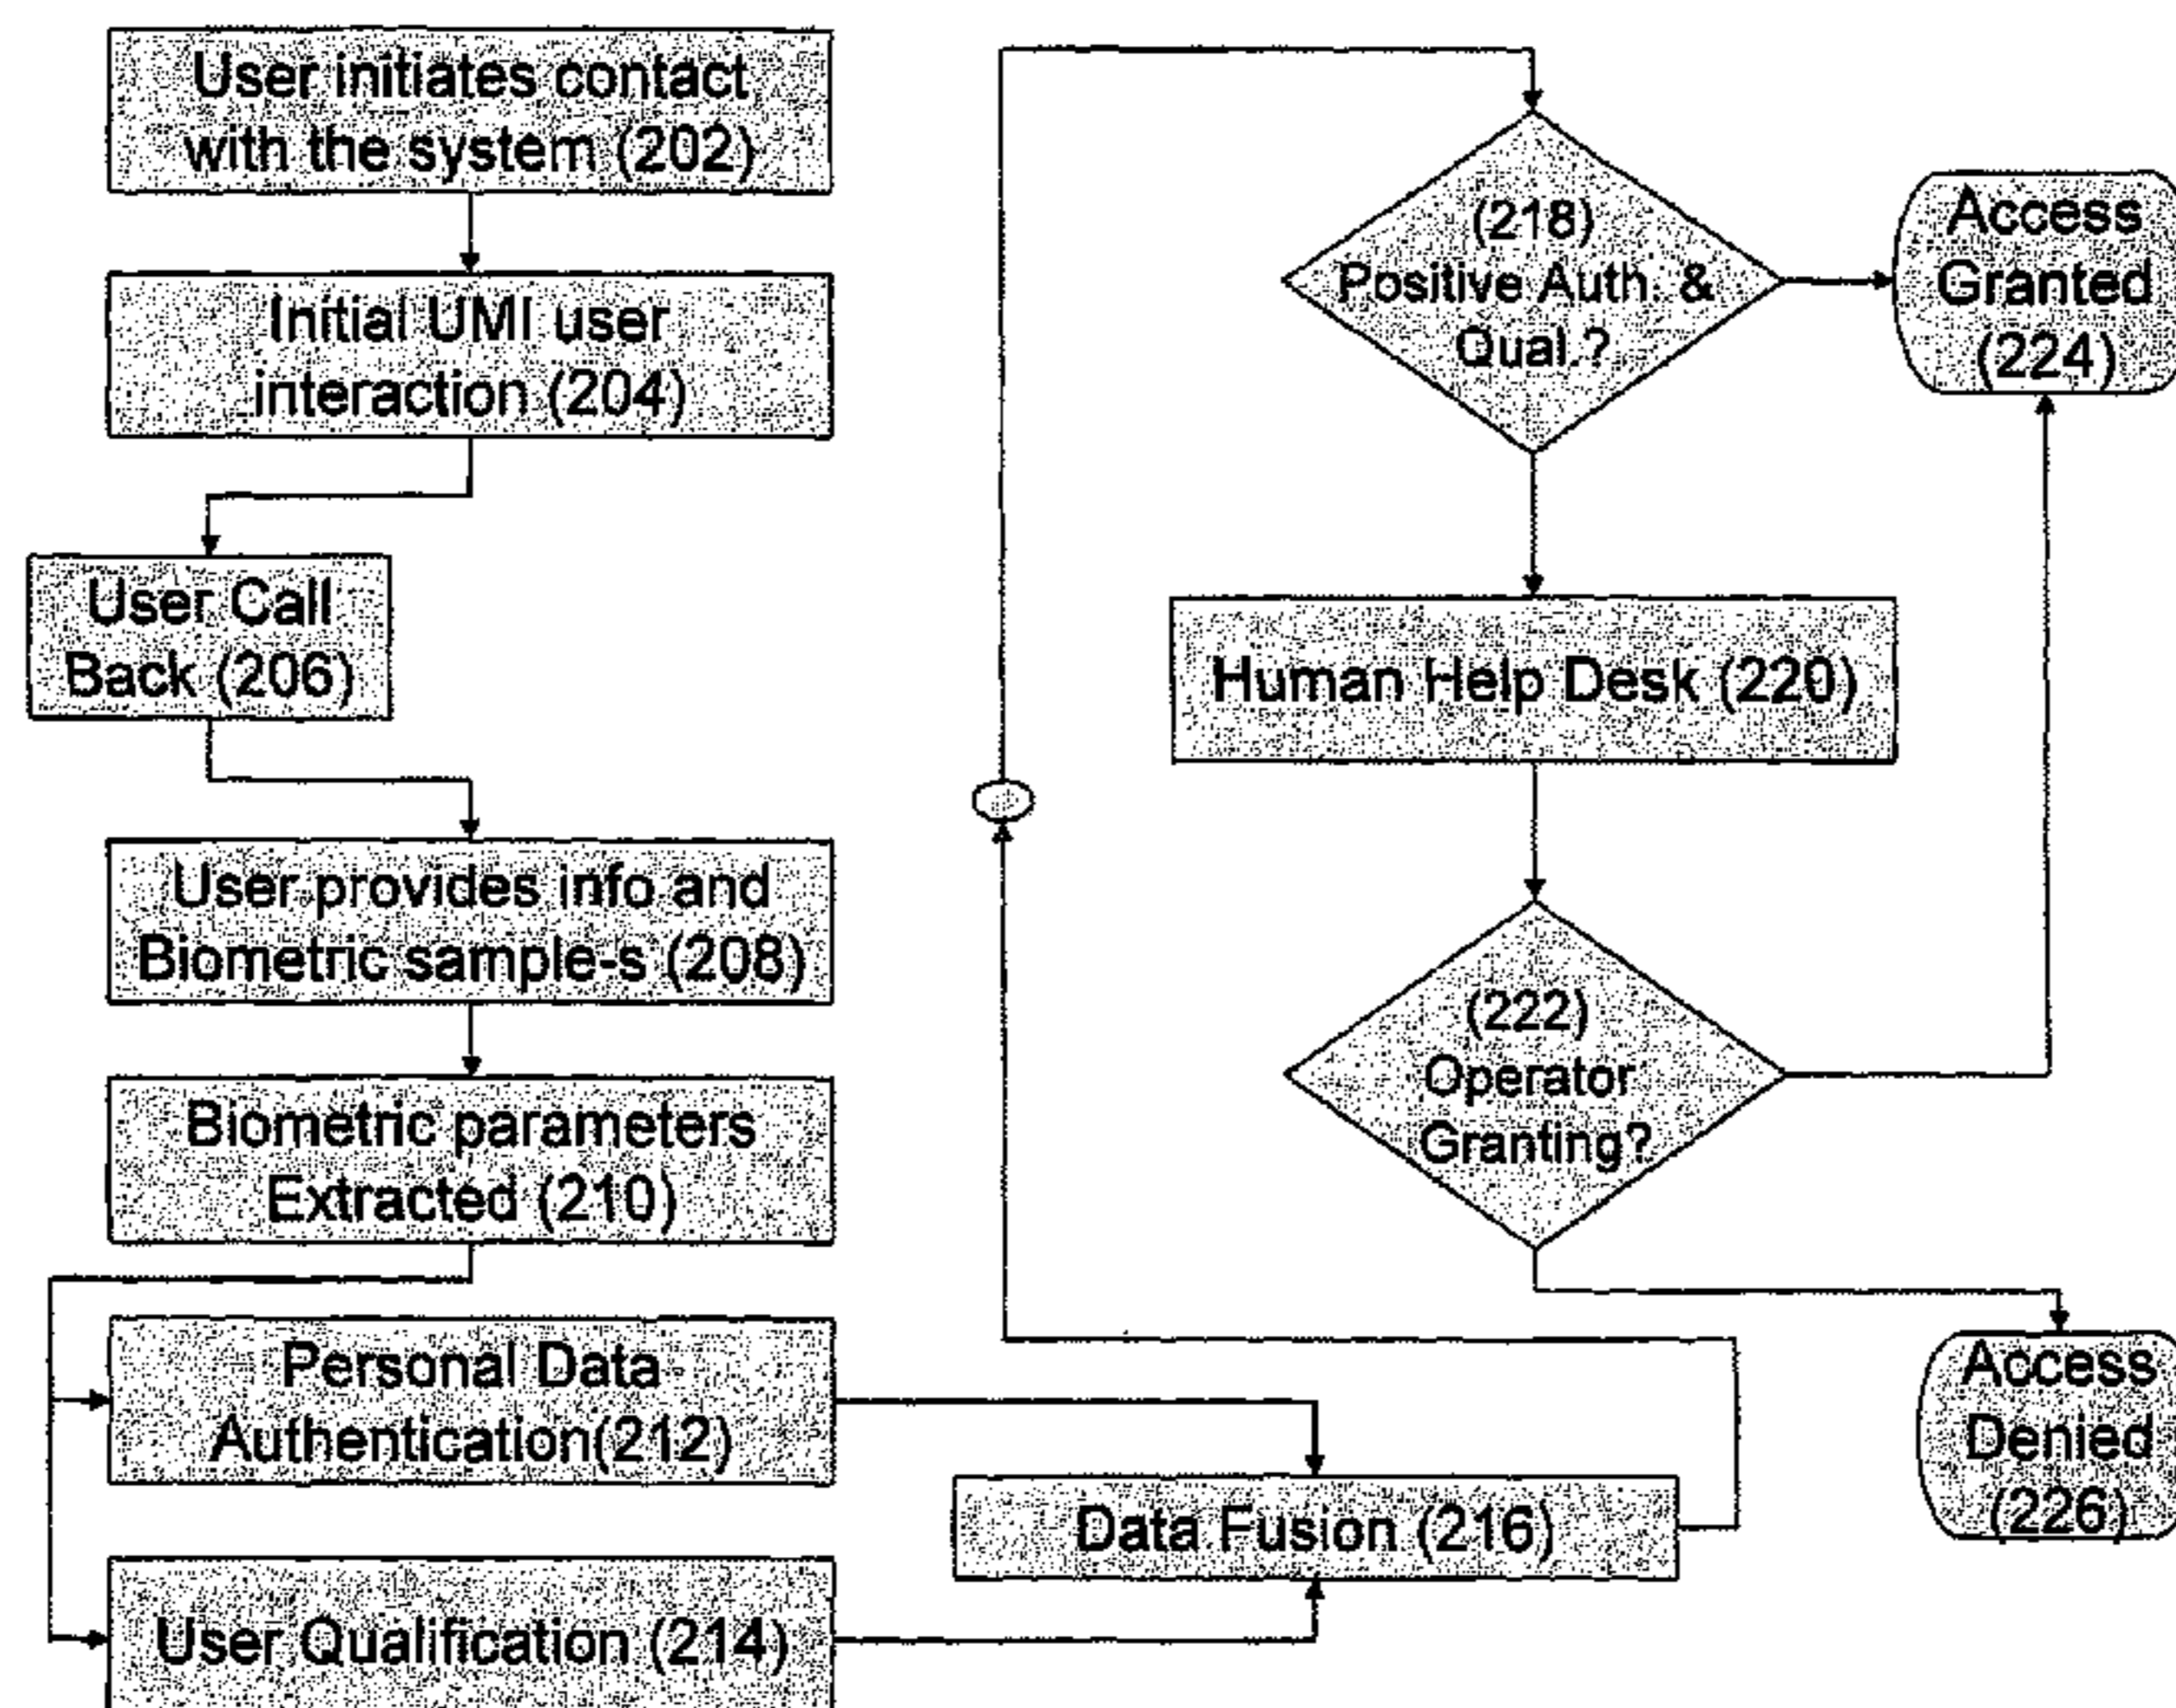 User initiates contact
with the system (202)
Initial UMI user
interaction (204)
User Call
Back (206)
User provides info and
Biometric sample-s (208)
Biometric parameters
Extracted (210)
Personal Data
Authentication(212)
User Qualification (214)
Data Fusion (216)
(218)
Positive Auth. &
Qual.?
Human Help Desk (220)
(222)
Operator
Granting?
Access
Granted
(224)
Access
Denied
(226)